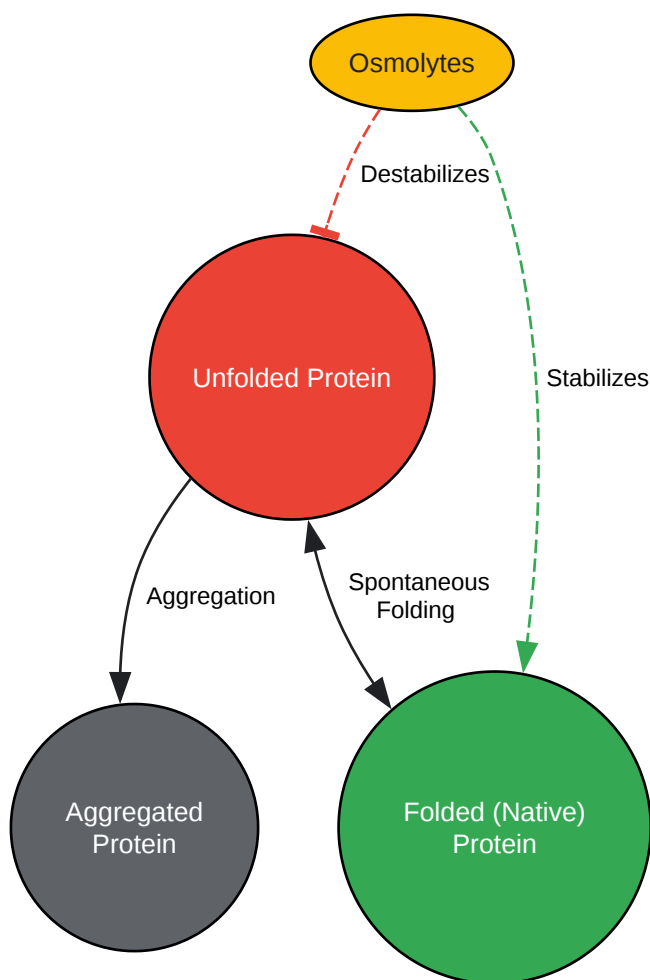 Osmolytes
Destabilizes
Unfolded Protein
Stabilizes
Aggregation
Spontaneous
Folding
Aggregated
Protein
Folded (Native)
Protein